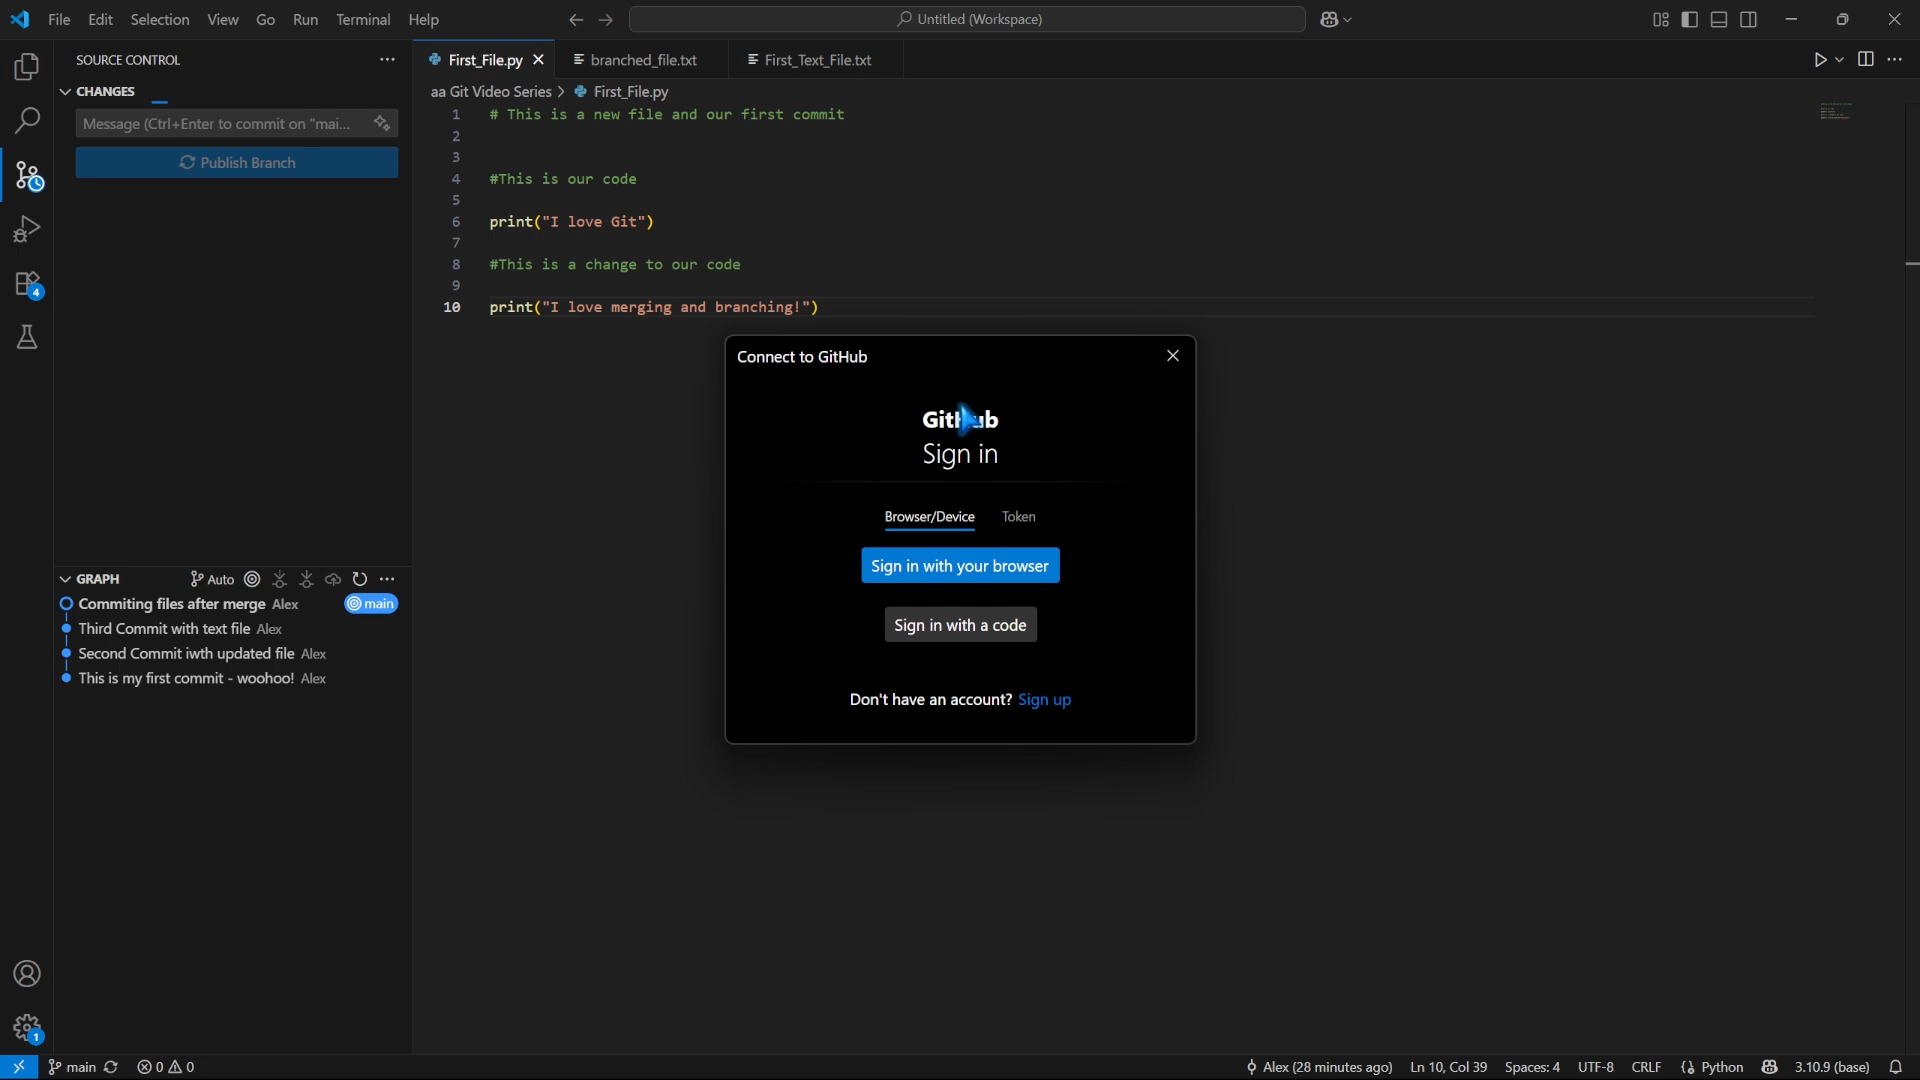 File Edit Selection View Go Run Terminal Help
Untitled (Workspace)
SOURCE CONTROL
First_File.py
branched_file.txt
First_Text_File.txt
CHANGES
aa Git Video Series > First_File.py
Message (Ctrl+Enter to commit on "mai...
Publish Branch
1 # This is a new file and our first commit
2
3
4 #This is our code
5
6 print("I love Git")
7
8 #This is a change to our code
9
10 print("I love merging and branching!")
4
Connect to GitHub
GitHub
Sign in
Browser/Device Token
Sign in with your browser
Sign in with a code
Don't have an account? Sign up
GRAPH Auto
Commiting files after merge Alex main
Third Commit with text file Alex
Second Commit iwth updated file Alex
This is my first commit - woohoo! Alex
1
main 0 0 Alex (28 minutes ago) Ln 10, Col 39 Spaces: 4 UTF-8 CRLF Python 3.10.9 (base)